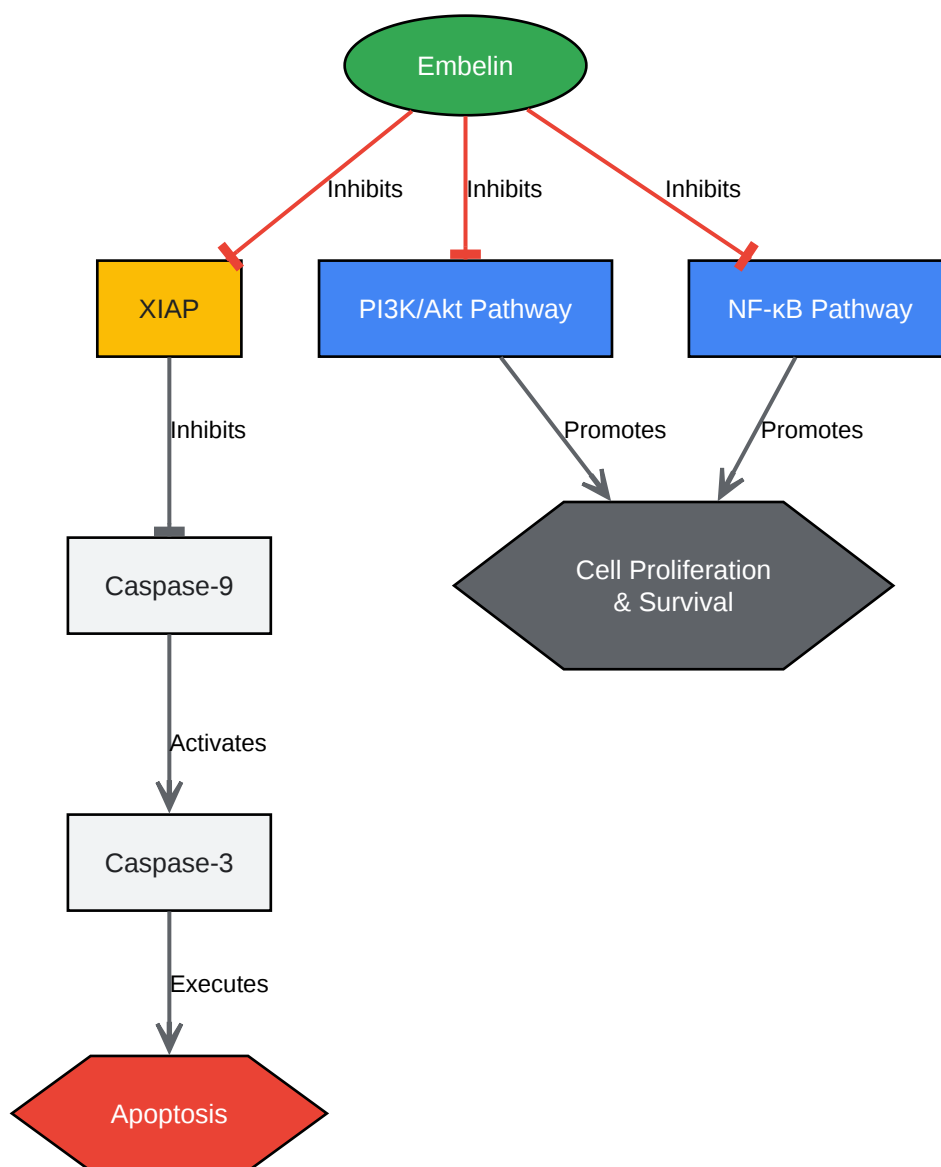 Embelin
Inhibits
Inhibits
Inhibits
XIAP
PI3K/Akt Pathway
NF-κB Pathway
Inhibits
Promotes
Promotes
Caspase-9
Cell Proliferation
& Survival
Activates
Caspase-3
Executes
Apoptosis